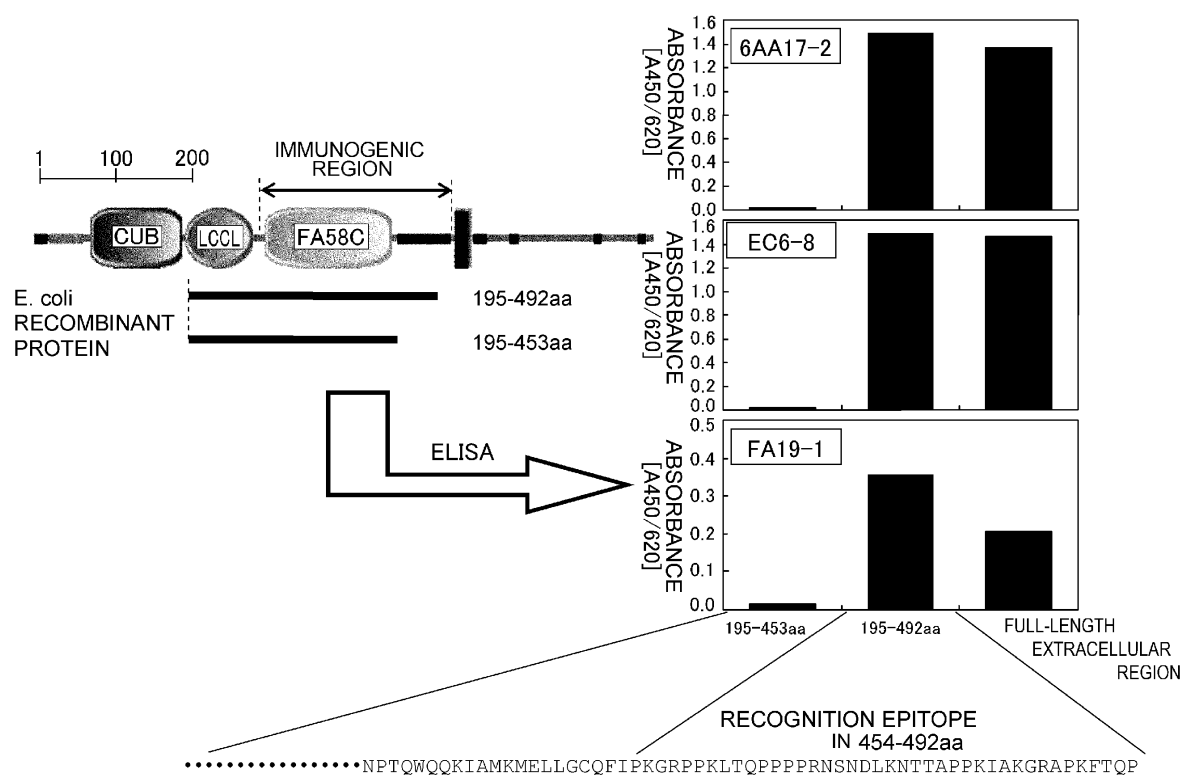 1 100 200
IMMUNOGENIC
REGION
CUB LCCL FA58C
E. coli
RECOMBINANT
PROTEIN
195-492aa
195-453aa
ELISA
ABSORBANCE
[A450/620]
1.6
1.4
1.2
1.0
0.8
0.6
0.4
0.2
0.0
6AA17-2
ABSORBANCE
[A450/620]
1.6
1.4
1.2
1.0
0.8
0.6
0.4
0.2
0.0
EC6-8
ABSORBANCE
[A450/620]
0.5
0.4
0.3
0.2
0.1
0.0
FA19-1
195-453aa 195-492aa FULL-LENGTH
EXTRACELLULAR
REGION
RECOGNITION EPITOPE
IN 454-492aa
•••••••••••••••••NPTQWQQKIAMKMELLGCQFIPKGRPPKLTQPPPPRNSNDLKNTTAPPKIAKGRAPKFTQP